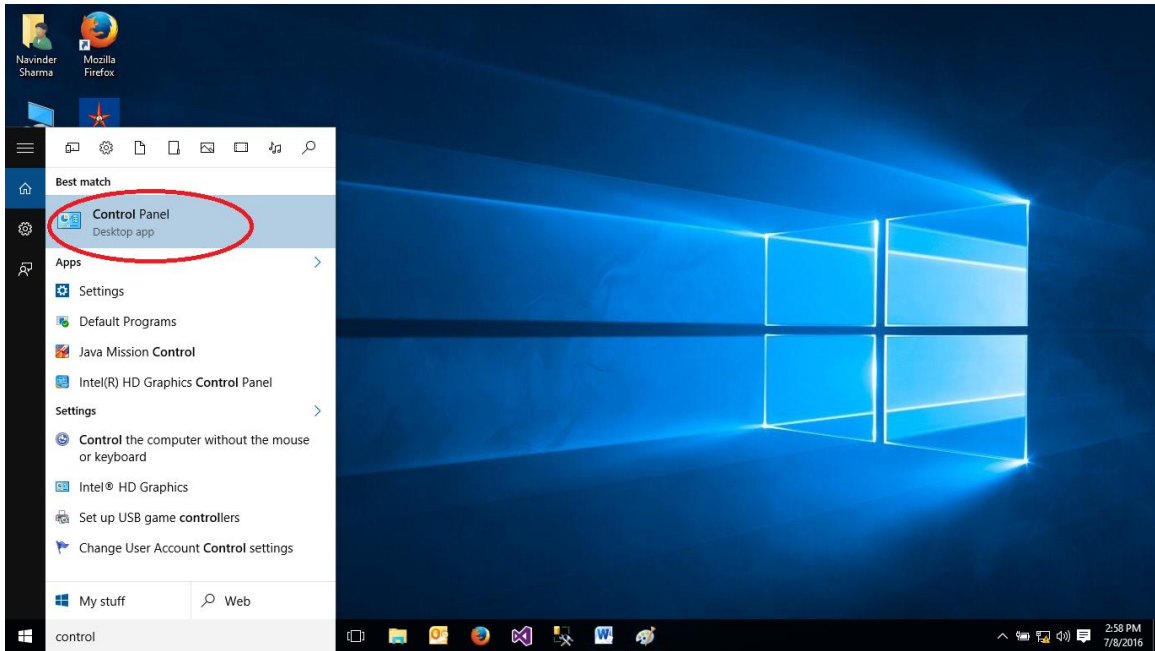 Navinder
Sharma
Mozilla
Firefox
Best match
Control Panel
Desktop app
Apps
Settings
Default Programs
Java Mission Control
Intel(R) HD Graphics Control Panel
Settings
Control the computer without the mouse
or keyboard
Intel® HD Graphics
Set up USB game controllers
Change User Account Control settings
My stuff
Web
control
2:58 PM
7/8/2016